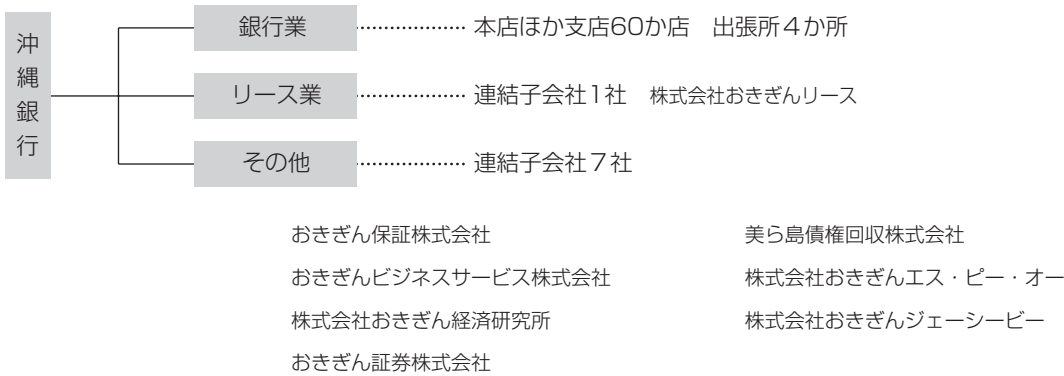 沖縄銀行
銀行業 本店ほか支店60か店 出張所4か所
リース業 連結子会社1社 株式会社おきぎんリース
その他 連結子会社7社
おきぎん保証株式会社
おきぎんビジネスサービス株式会社
株式会社おきぎん経済研究所
おきぎん証券株式会社
美ら島債権回収株式会社
株式会社おきぎんエス・ピー・オー
株式会社おきぎんジェーシービー